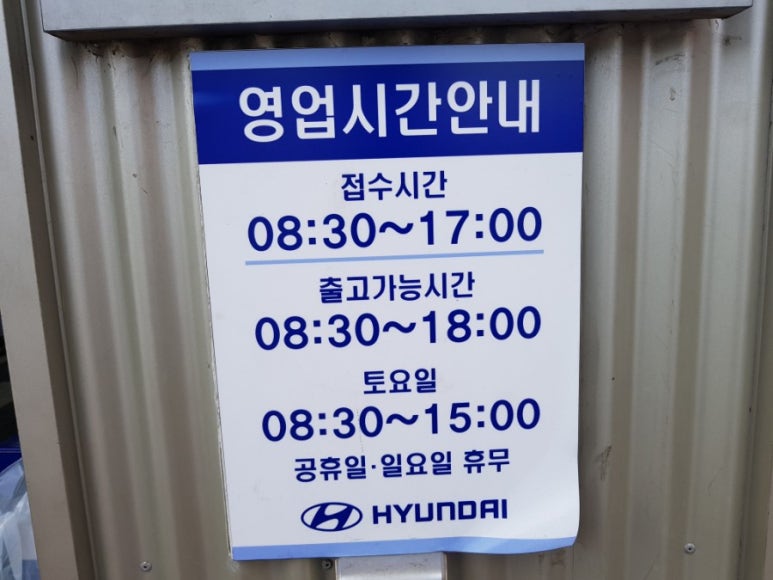 영업시간안내
접수시간
08:30~17:00
출고가능시간
08:30~18:00
토요일
08:30~15:00
공휴일·일요일 휴무
HYUNDAI